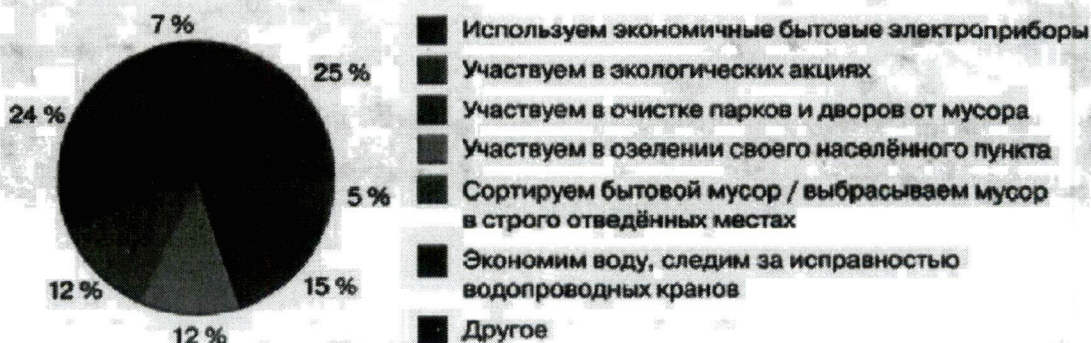 7 %
25 %
24 %
5 %
12 %
15 %
12 %
Используем экономичные бытовые электроприборы
Участвуем в экологических акциях
Участвуем в очистке парков и дворов от мусора
Участвуем в озелении своего населённого пункта
Сортируем бытовой мусор / выбрасываем мусор
в строго отведённых местах
Экономим воду, следим за исправностью
водопроводных кранов
Другое